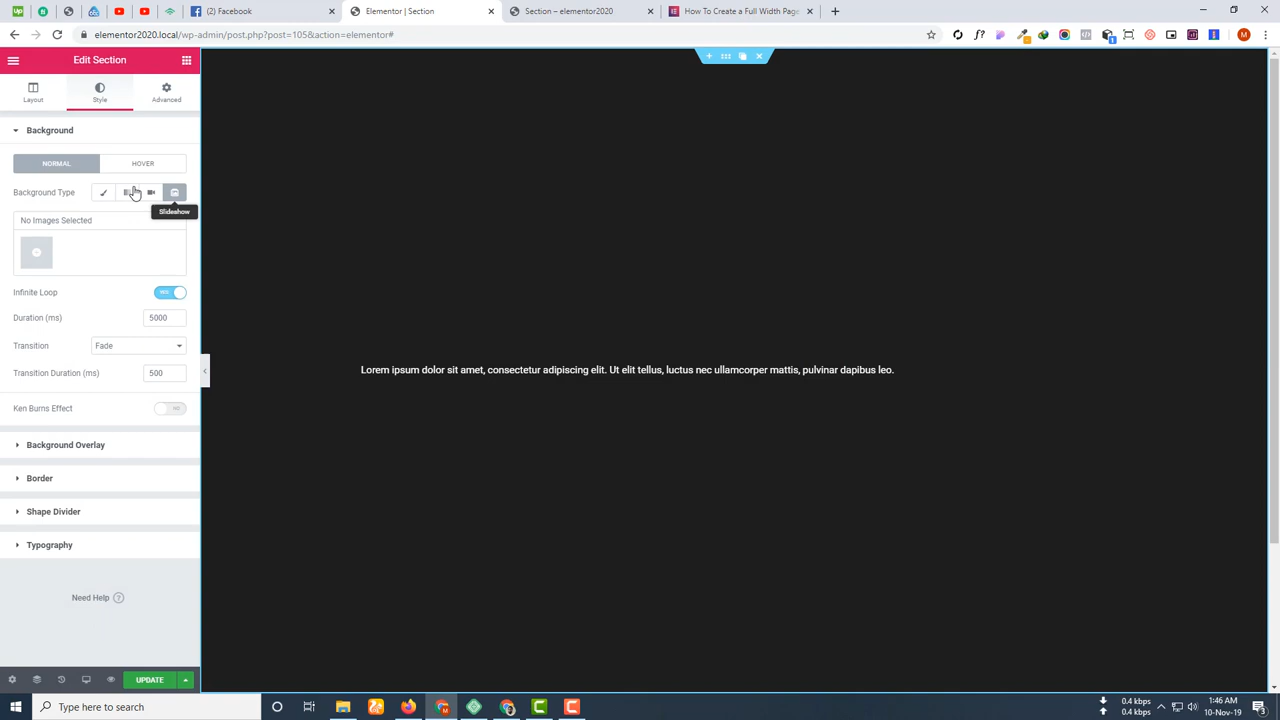 (2) Facebook
Elementor | Section
Section – elementor2020
How To Create a Full Width Page
elementor2020.local/wp-admin/post.php?post=105&action=elementor#
Edit Section
Layout
Style
Advanced
Background
NORMAL
HOVER
Background Type
Slideshow
No Images Selected
Infinite Loop
YES
Duration (ms)
5000
Transition
Fade
Transition Duration (ms)
500
Ken Burns Effect
NO
Background Overlay
Border
Shape Divider
Typography
Need Help
UPDATE
Lorem ipsum dolor sit amet, consectetur adipiscing elit. Ut elit tellus, luctus nec ullamcorper mattis, pulvinar dapibus leo.
Type here to search
0.4 kbps
0.4 kbps
1:46 AM
10-Nov-19